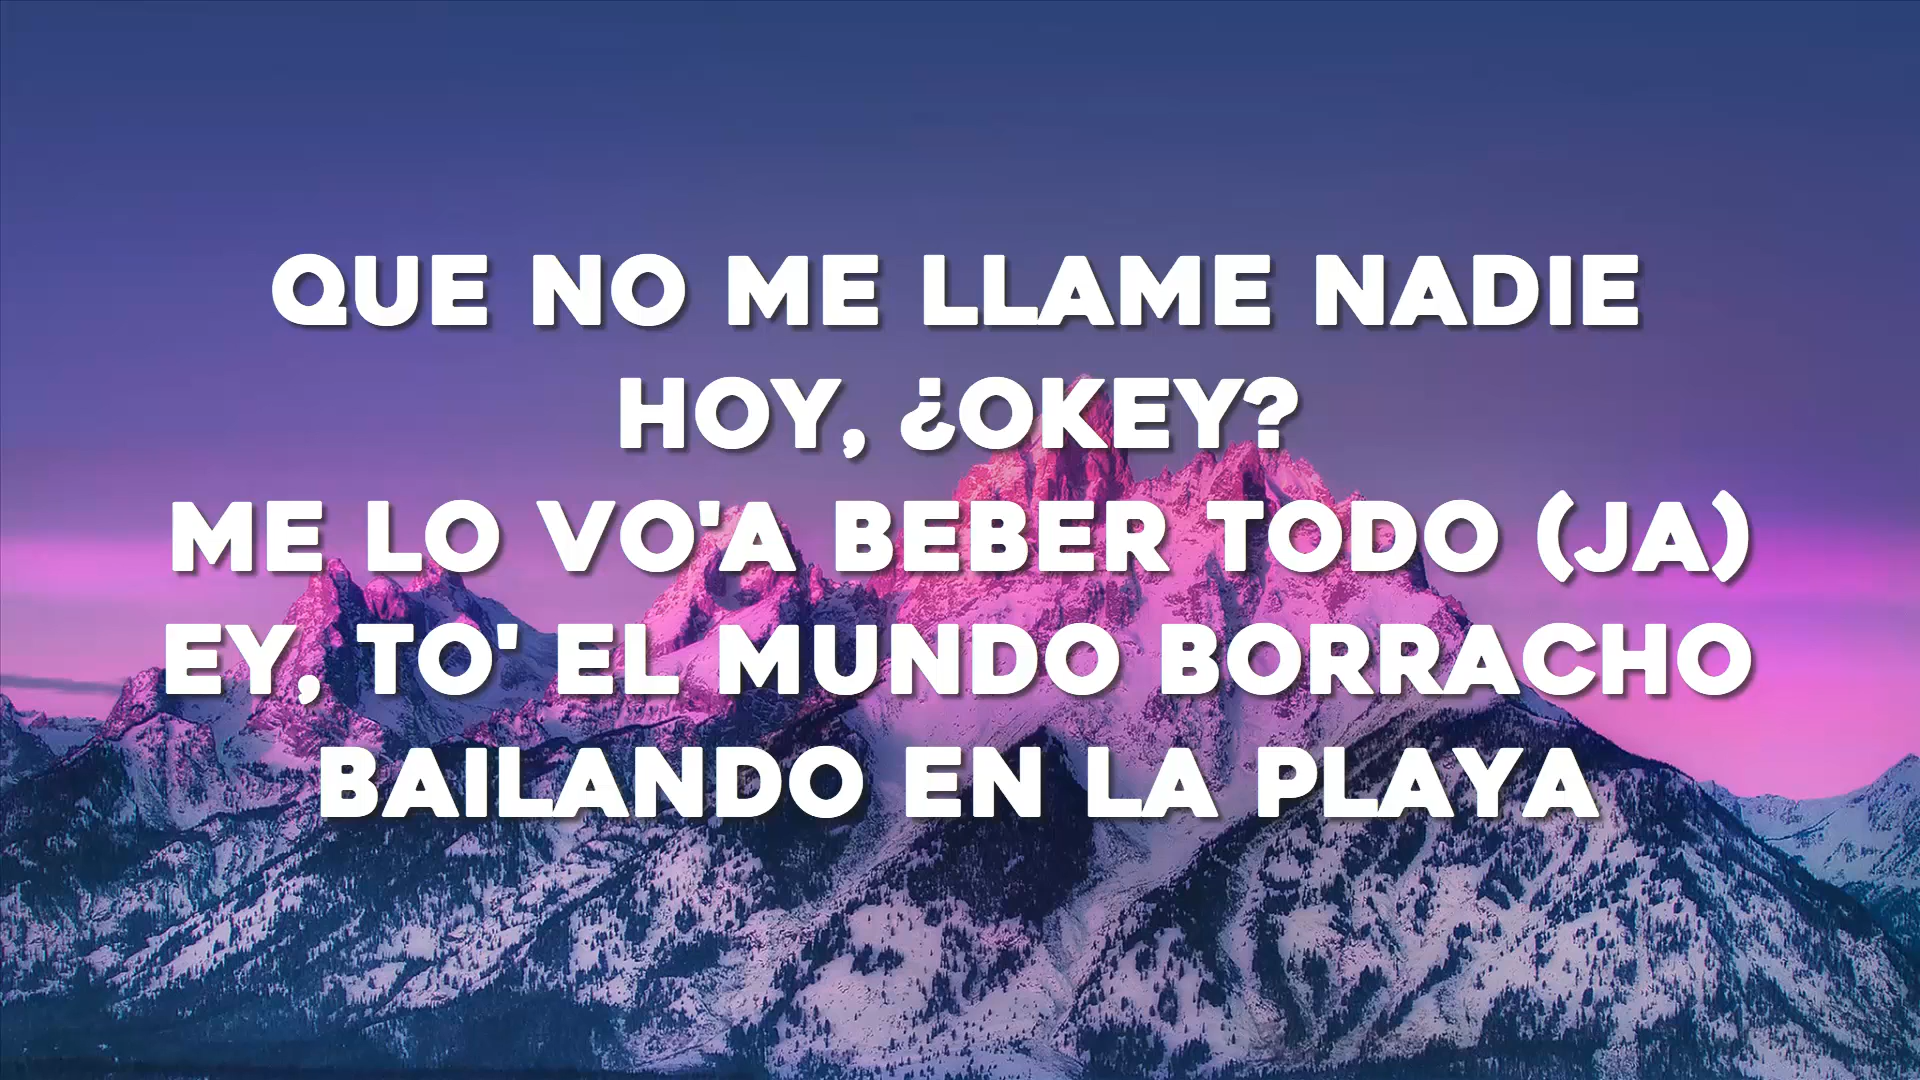 QUE NO ME LLAME NADIE
HOY, ¿OKEY?
ME LO VO'A BEBER TODO (JA)
EY, TO' EL MUNDO BORRACHO
BAILANDO EN LA PLAYA